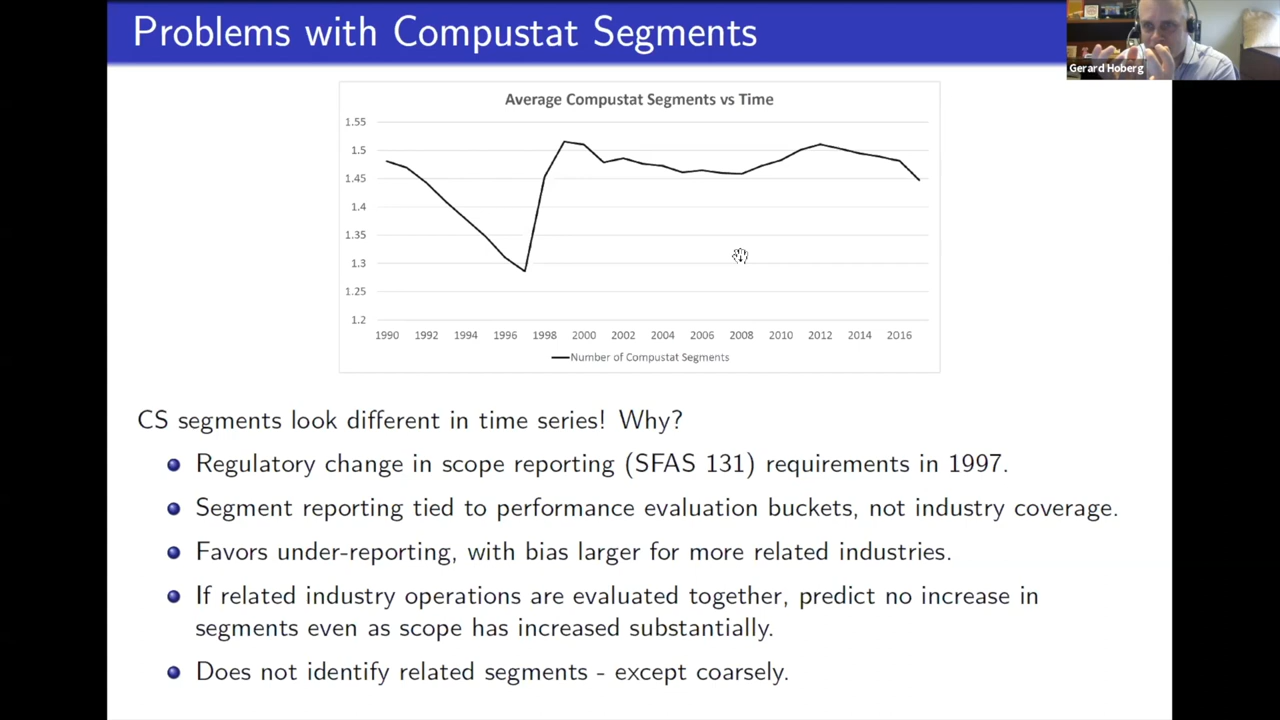 Problems with Compustat Segments
Gerard Hoberg
Average Compustat Segments vs Time
1.55
1.5
1.45
1.4
1.35
1.3
1.25
1.2
1990 1992 1994 1996 1998 2000 2002 2004 2006 2008 2010 2012 2014 2016
Number of Compustat Segments
CS segments look different in time series! Why?
Regulatory change in scope reporting (SFAS 131) requirements in 1997.
Segment reporting tied to performance evaluation buckets, not industry coverage.
Favors under-reporting, with bias larger for more related industries.
If related industry operations are evaluated together, predict no increase in
segments even as scope has increased substantially.
Does not identify related segments - except coarsely.